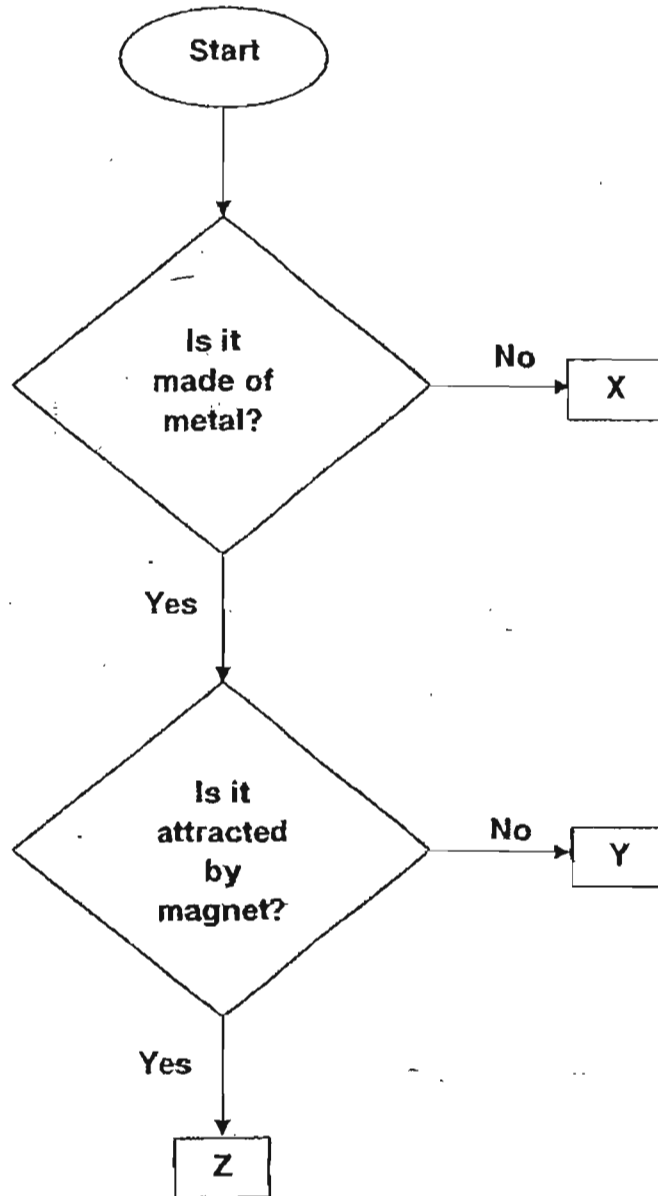 Start
Is it
made of
metal?
No
X
Yes
Is it
attracted
by
magnet?
No
Y
Yes
Z